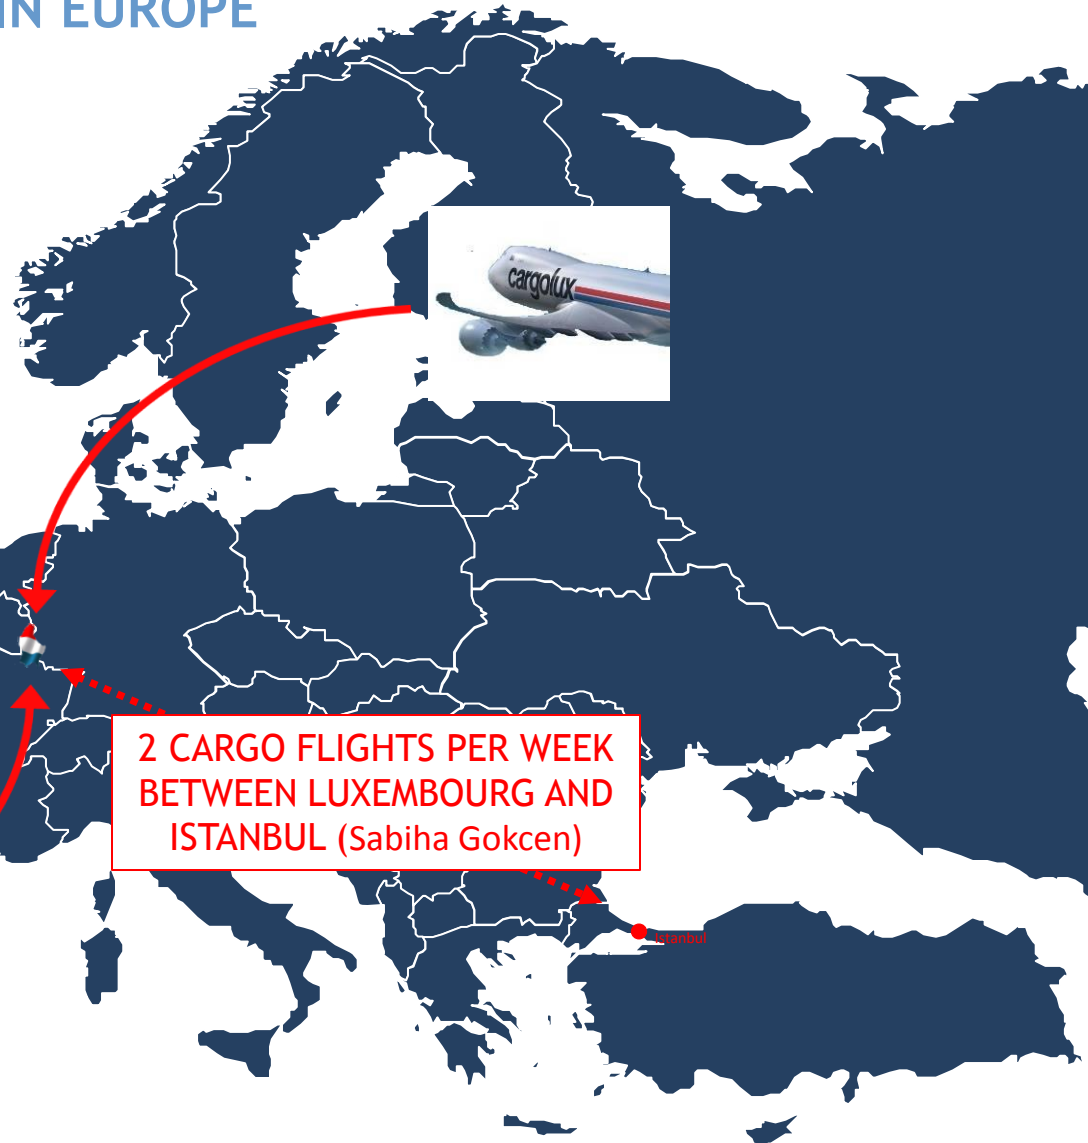 IN EUROPE
cargolux
2 CARGO FLIGHTS PER WEEK
BETWEEN LUXEMBOURG AND
ISTANBUL (Sabiha Gokcen)
Istanbul